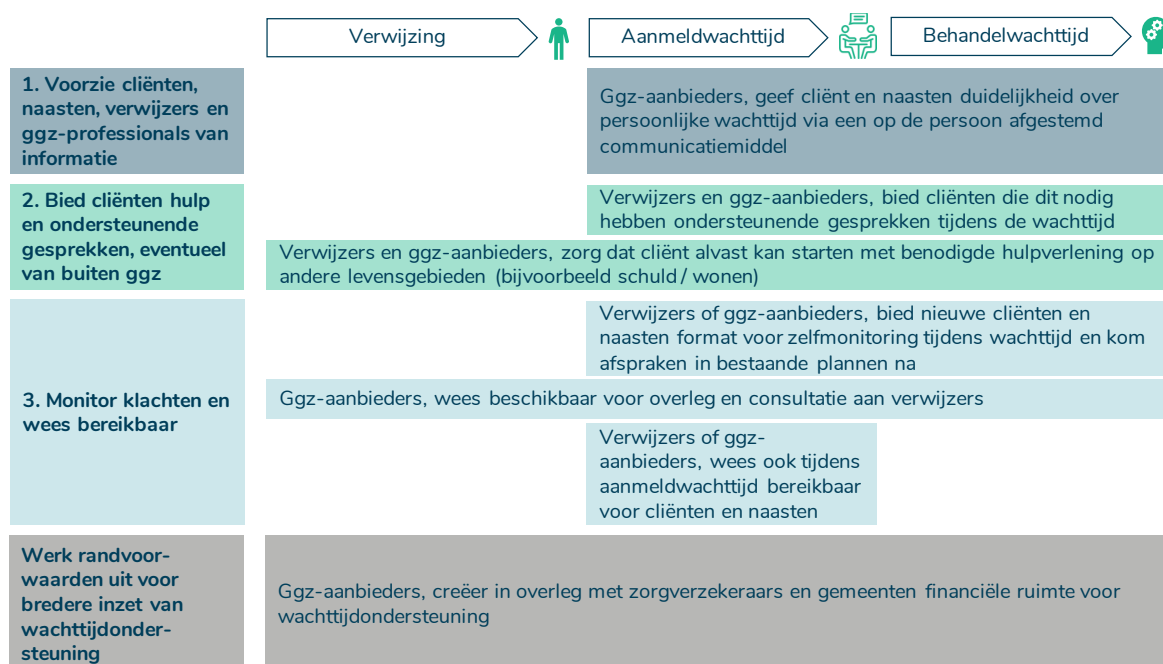 Verwijzing
Aanmeldwachttijd
Behandelwachttijd
1. Voorzie cliënten,
naasten, verwijzers en
ggz-professionals van
informatie
Ggz-aanbieders, geef cliënt en naasten duidelijkheid over
persoonlijke wachttijd via een op de persoon afgestemd
communicatiemiddel
2. Bied cliënten hulp
en ondersteunende
gesprekken, eventueel
van buiten ggz
Verwijzers en ggz-aanbieders, bied cliënten die dit nodig
hebben ondersteunende gesprekken tijdens de wachttijd
Verwijzers en ggz-aanbieders, zorg dat cliënt alvast kan starten met benodigde hulpverlening op
andere levensgebieden (bijvoorbeeld schuld / wonen)
3. Monitor klachten en
wees bereikbaar
Verwijzers of ggz-aanbieders, bied nieuwe cliënten en
naasten format voor zelfmonitoring tijdens wachttijd en kom
afspraken in bestaande plannen na
Ggz-aanbieders, wees beschikbaar voor overleg en consultatie aan verwijzers
Verwijzers of ggz-
aanbieders, wees ook tijdens
aanmeldwachttijd bereikbaar
voor cliënten en naasten
Werk randvoor-
waarden uit voor
bredere inzet van
wachttijdonder-
steuning
Ggz-aanbieders, creëer in overleg met zorgverzekeraars en gemeenten financiële ruimte voor
wachttijdondersteuning